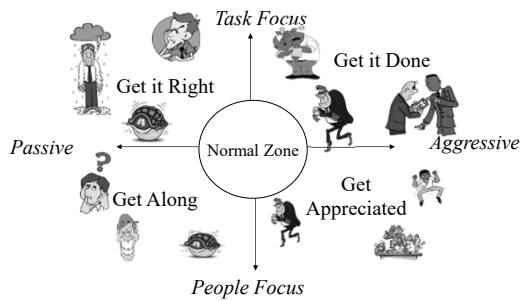 Task Focus
Get it Done
Get it Right
Passive
Normal Zone
Aggressive
?
Get Along
Get
Appreciated
People Focus